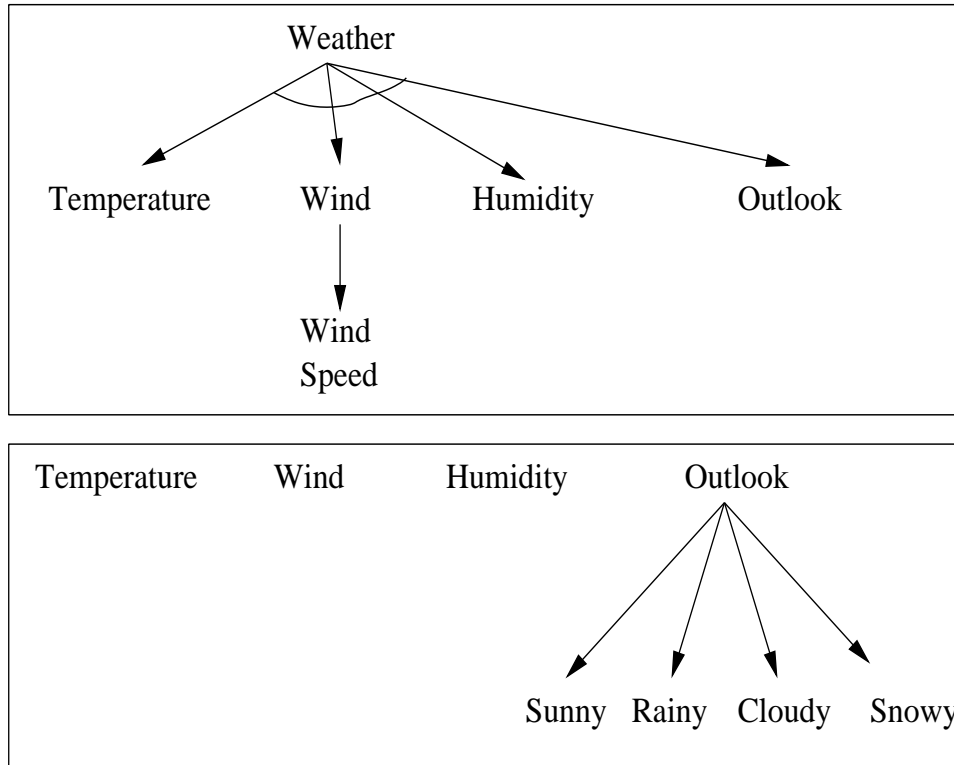 Weather
Temperature Wind Humidity Outlook
Wind
Speed
Temperature Wind Humidity Outlook
Sunny Rainy Cloudy Snowy